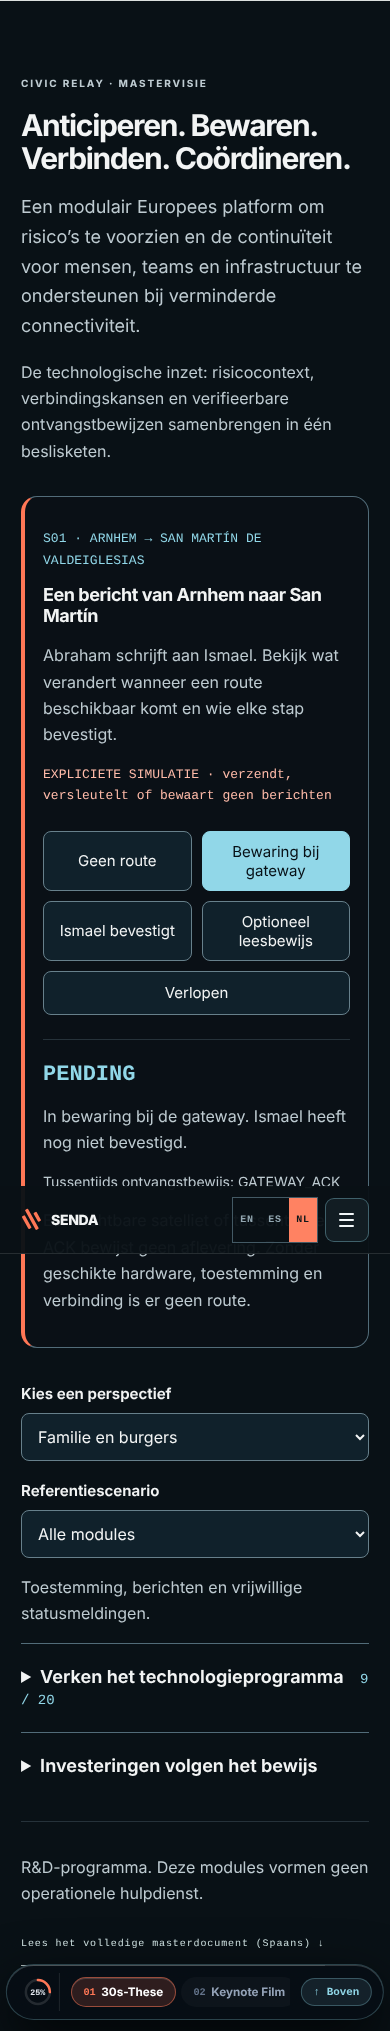 CIVIC RELAY · MASTERVISIE
Anticiperen. Bewaren.
Verbinden. Coördineren.
Een modulair Europees platform om
risico’s te voorzien en de continuïteit
voor mensen, teams en infrastructuur te
ondersteunen bij verminderde
connectiviteit.
De technologische inzet: risicocontext,
verbindingskansen en verifieerbare
ontvangstbewijzen samenbrengen in één
beslisketen.
S01 · ARNHEM → SAN MARTÍN DE
VALDEIGLESIAS
Een bericht van Arnhem naar San
Martín
Abraham schrijft aan Ismael. Bekijk wat
verandert wanneer een route
beschikbaar komt en wie elke stap
bevestigt.
EXPLICIETE SIMULATIE · verzendt,
versleutelt of bewaart geen berichten
Geen route
Bewaring bij
gateway
Ismael bevestigt
Optioneel
leesbewijs
Verlopen
PENDING
In bewaring bij de gateway. Ismael heeft
nog niet bevestigd.
Tussentijds ontvangstbewijs: GATEWAY_ACK
SENDA
EN ES NL
ACK bewijst geen aflevering. Zonder
geschikte hardware, toestemming en
verbinding is er geen route.
Kies een perspectief
Familie en burgers
Referentiescenario
Alle modules
Toestemming, berichten en vrijwillige
statusmeldingen.
Verken het technologieprogramma 9
/ 20
Investeringen volgen het bewijs
R&D-programma. Deze modules vormen geen
operationele hulpdienst.
Lees het volledige masterdocument (Spaans) ↓
25%
01 30s-These
02 Keynote Film
↑ Boven